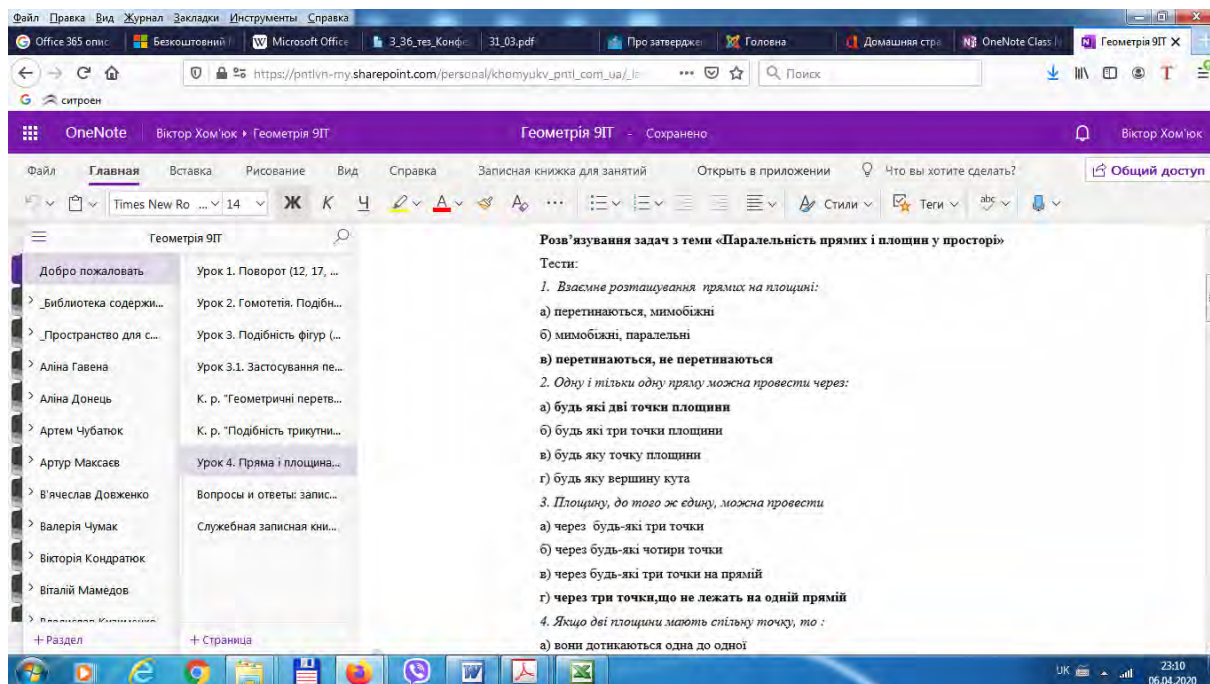 Файл Правка Вид Журнал Закладки Инструменты Справка
Office 365 опис Безкоштовний Microsoft Office 3_36_тез_Конфе 31_03.pdf Про затвердже Головна Домашняя стра OneNote Class Геометрія 9ІТ
https://pntlvn-my.sharepoint.com/personal/khomyukv_pntl_com_ua/_la Поиск
ситроен
OneNote Віктор Хом'юк Геометрія 9ІТ Геометрія 9ІТ - Сохранено Віктор Хом'юк
Файл Главная Вставка Рисование Вид Справка Записная книжка для занятий Открыть в приложении Что вы хотите сделать? Общий доступ
Times New Ro ... 14 Ж К Ч A Стили Теги abc
Геометрія 9ІТ
Добро пожаловать
_Библиотека содержи...
_Пространство для с...
Аліна Гавена
Аліна Донець
Артем Чубатюк
Артур Максаєв
В'ячеслав Довженко
Валерія Чумак
Вікторія Кондратюк
Віталій Мамедов
+ Раздел
Урок 1. Поворот (12, 17, ...
Урок 2. Гомотетія. Подібн...
Урок 3. Подібність фігур (...
Урок 3.1. Застосування пе...
К. р. "Геометричні перетв...
К. р. "Подібність трикутни...
Урок 4. Пряма і площина...
Вопросы и ответы: запис...
Служебная записная кни...
+ Страница
Розв’язування задач з теми «Паралельність прямих і площин у просторі»
Тести:
1. Взаємне розташування прямих на площині:
а) перетинаються, мимобіжні
б) мимобіжні, паралельні
в) перетинаються, не перетинаються
2. Одну і тільки одну пряму можна провести через:
а) будь які дві точки площини
б) будь які три точки площини
в) будь яку точку площини
г) будь яку вершину кута
3. Площину, до того ж єдину, можна провести
а) через будь-які три точки
б) через будь-які чотири точки
в) через будь-які три точки на прямій
г) через три точки,що не лежать на одній прямій
4. Якщо дві площини мають спільну точку, то :
а) вони дотикаються одна до одної
UK 23:10
06.04.2020